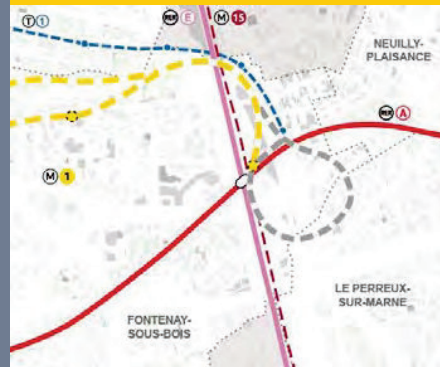 T 1
RER E
M 15
NEUILLY-
PLAISANCE
RER A
M 1
LE PERREUX-
SUR-MARNE
FONTENAY-
SOUS-BOIS